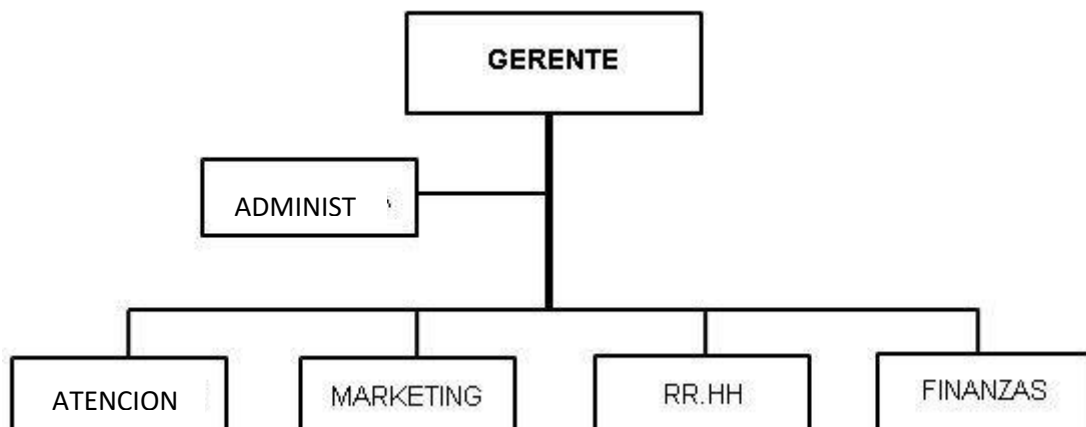 GERENTE
ADMINIST
ATENCION
MARKETING
RR.HH
FINANZAS